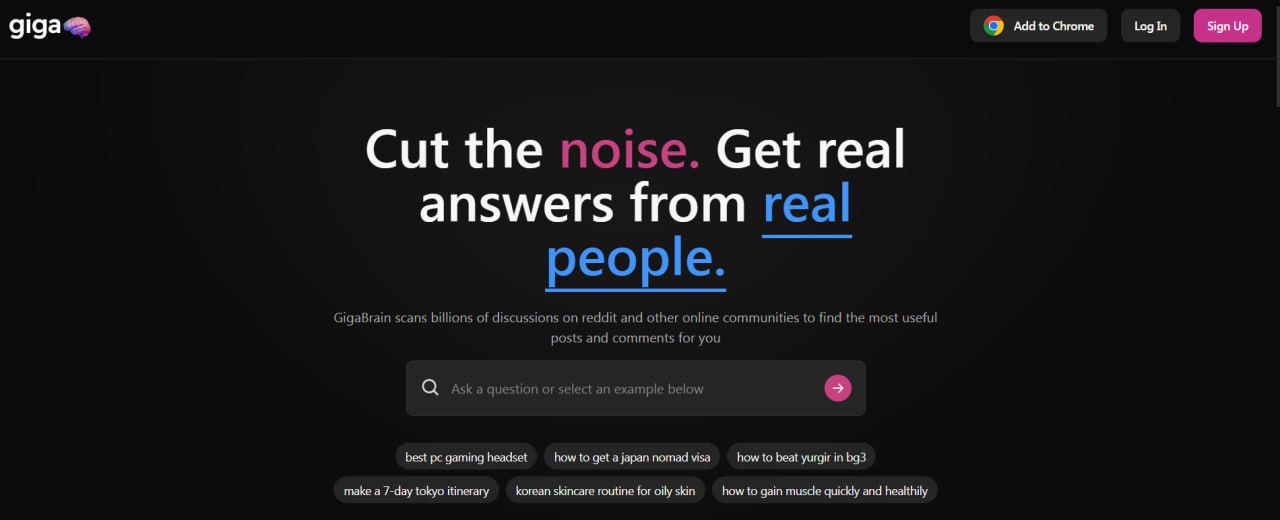 giga
Add to Chrome
Log In
Sign Up
Cut the noise. Get real
answers from real
people.
GigaBrain scans billions of discussions on reddit and other online communities to find the most useful
posts and comments for you
Ask a question or select an example below
best pc gaming headset
how to get a japan nomad visa
how to beat yurgir in bg3
make a 7-day tokyo itinerary
korean skincare routine for oily skin
how to gain muscle quickly and healthily